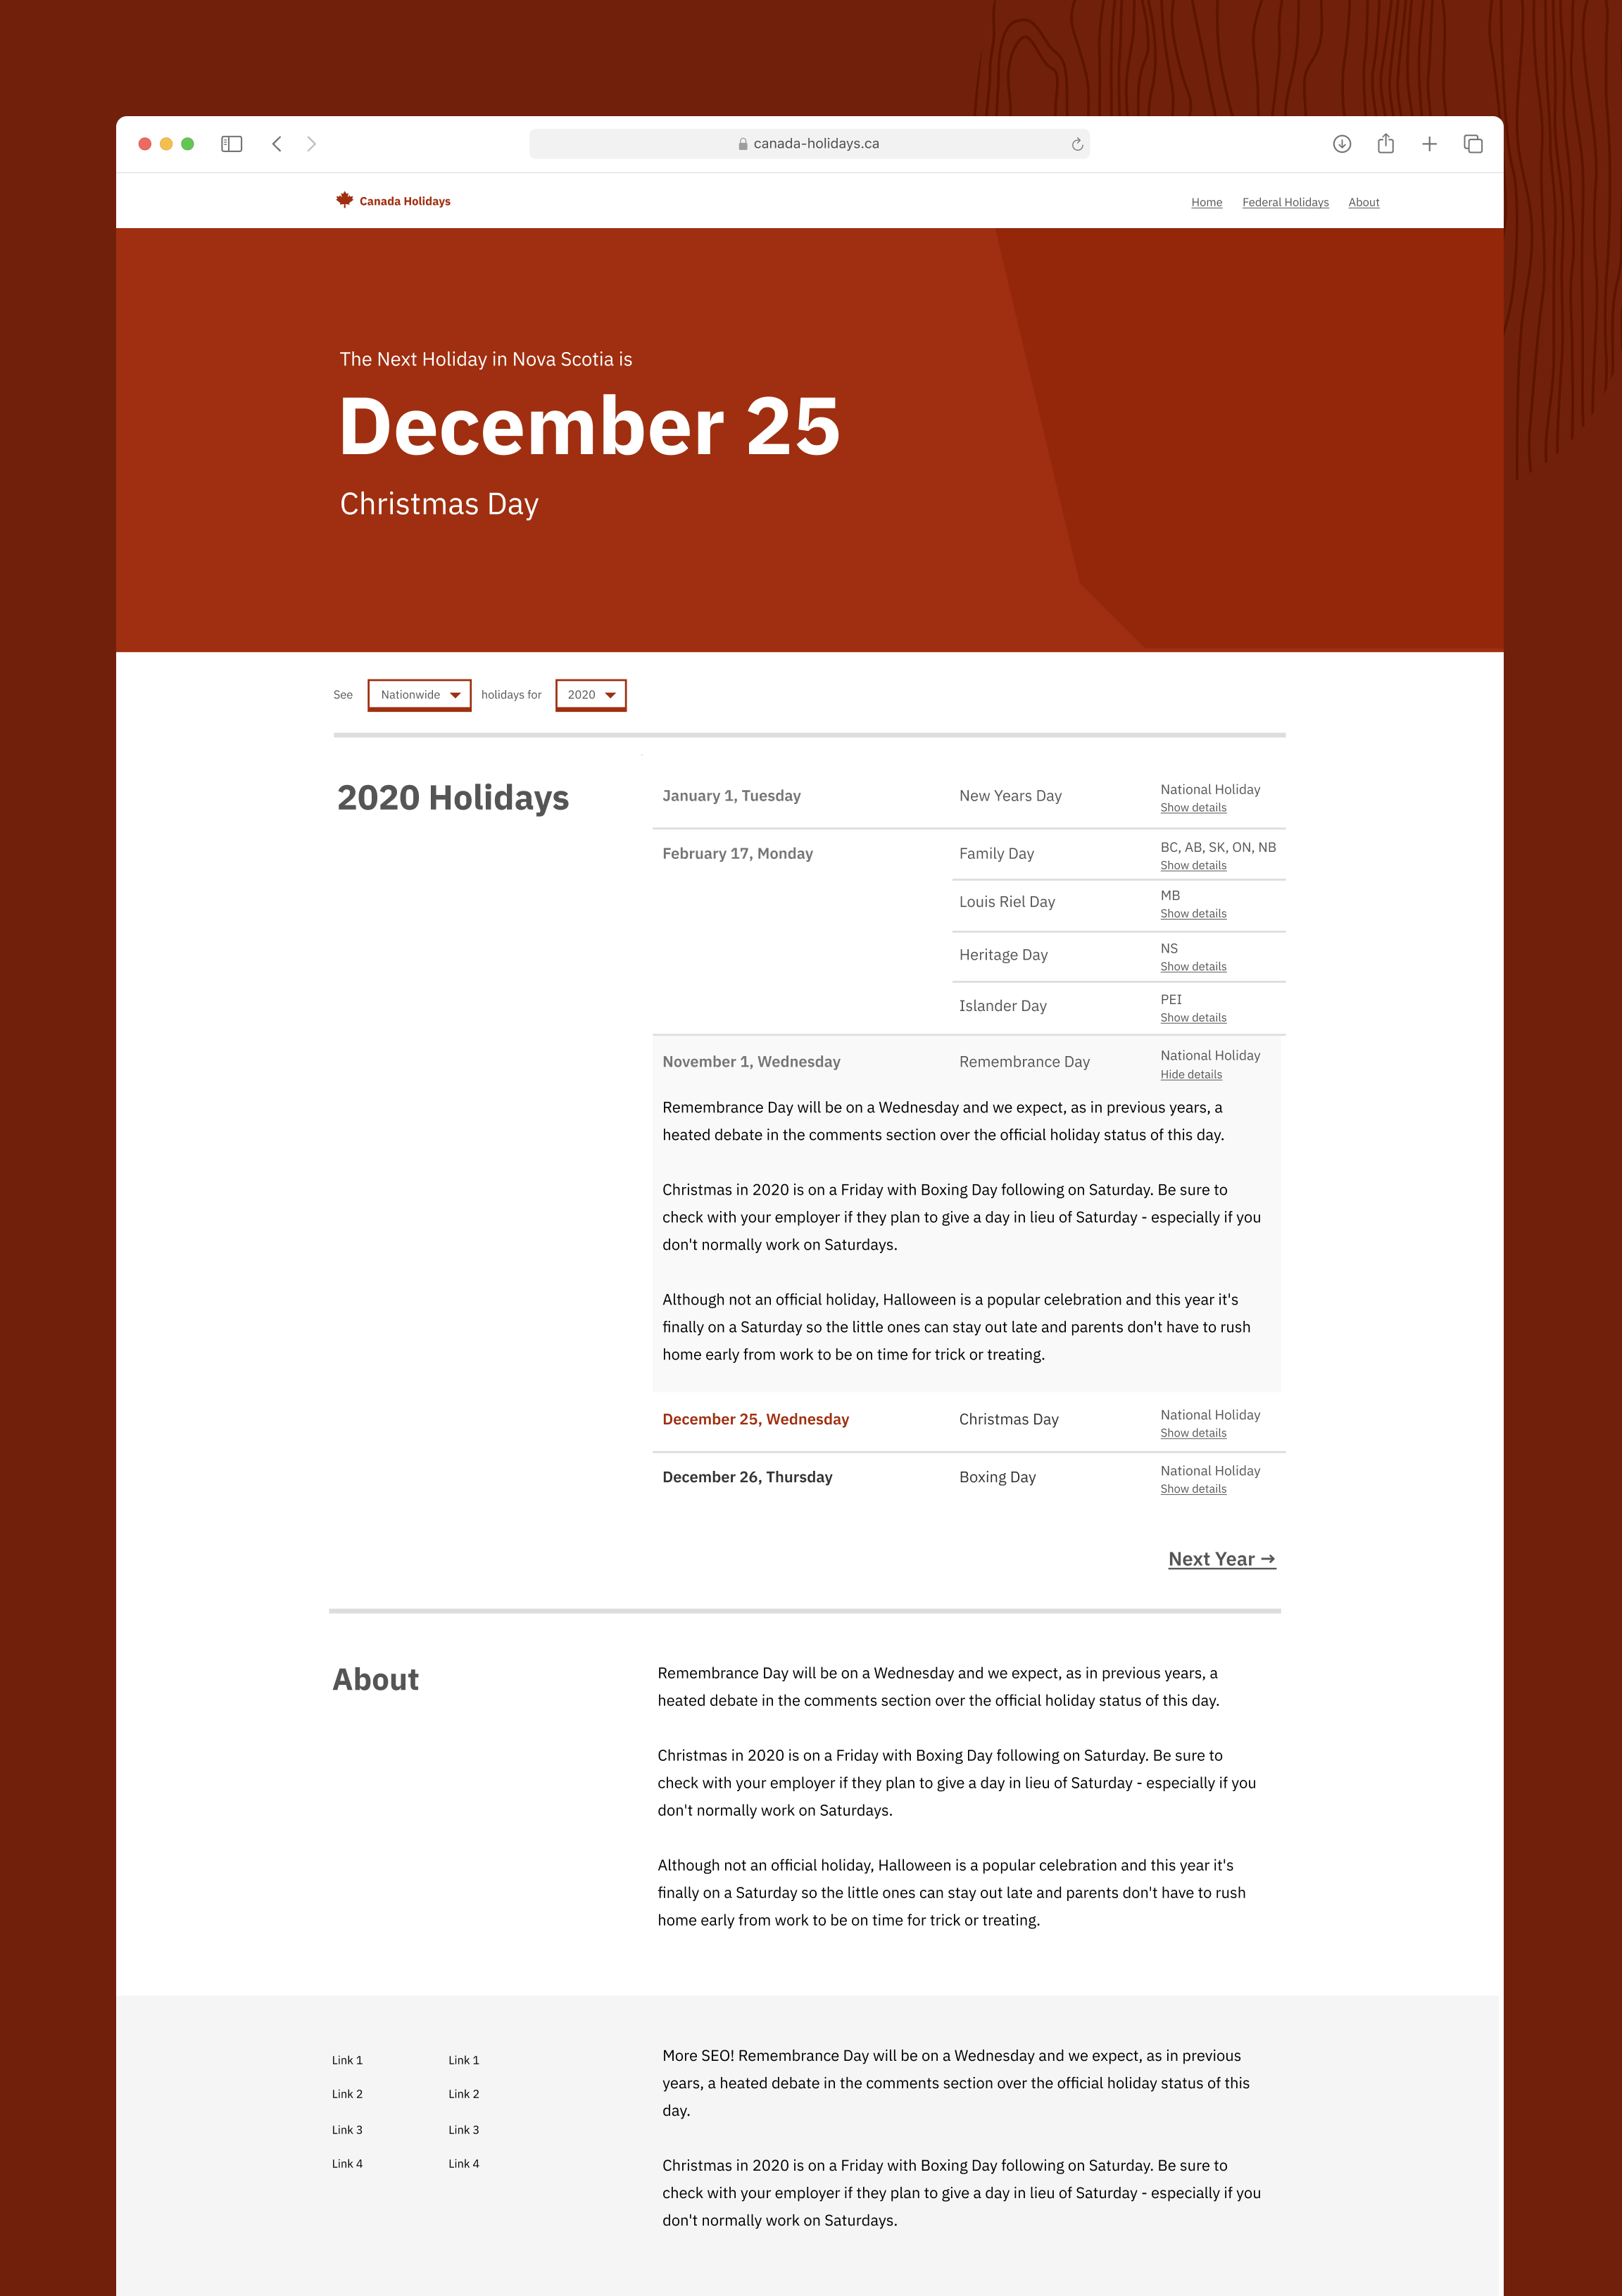 canada-holidays.ca
Canada Holidays
Home Federal Holidays About
The Next Holiday in Nova Scotia is
December 25
Christmas Day
See Nationwide holidays for 2020
2020 Holidays
January 1, Tuesday New Years Day National Holiday
Show details
February 17, Monday Family Day BC, AB, SK, ON, NB
Show details
Louis Riel Day MB
Show details
Heritage Day NS
Show details
Islander Day PEI
Show details
November 1, Wednesday Remembrance Day National Holiday
Hide details
Remembrance Day will be on a Wednesday and we expect, as in previous years, a
heated debate in the comments section over the official holiday status of this day.
Christmas in 2020 is on a Friday with Boxing Day following on Saturday. Be sure to
check with your employer if they plan to give a day in lieu of Saturday - especially if you
don't normally work on Saturdays.
Although not an official holiday, Halloween is a popular celebration and this year it's
finally on a Saturday so the little ones can stay out late and parents don't have to rush
home early from work to be on time for trick or treating.
December 25, Wednesday Christmas Day National Holiday
Show details
December 26, Thursday Boxing Day National Holiday
Show details
Next Year →
About
Remembrance Day will be on a Wednesday and we expect, as in previous years, a
heated debate in the comments section over the official holiday status of this day.
Christmas in 2020 is on a Friday with Boxing Day following on Saturday. Be sure to
check with your employer if they plan to give a day in lieu of Saturday - especially if you
don't normally work on Saturdays.
Although not an official holiday, Halloween is a popular celebration and this year it's
finally on a Saturday so the little ones can stay out late and parents don't have to rush
home early from work to be on time for trick or treating.
Link 1 Link 1
Link 2 Link 2
Link 3 Link 3
Link 4 Link 4
More SEO! Remembrance Day will be on a Wednesday and we expect, as in previous
years, a heated debate in the comments section over the official holiday status of this
day.
Christmas in 2020 is on a Friday with Boxing Day following on Saturday. Be sure to
check with your employer if they plan to give a day in lieu of Saturday - especially if you
don't normally work on Saturdays.